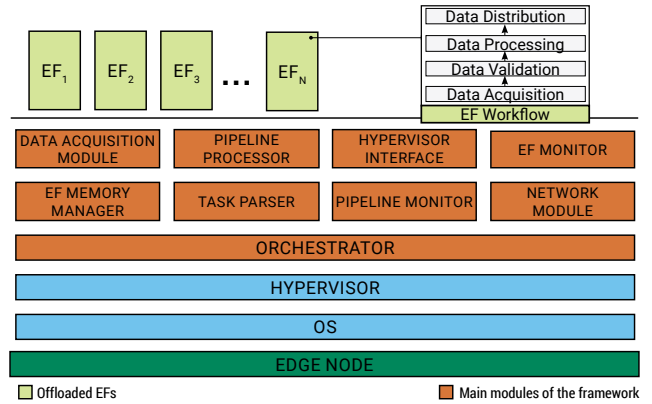 EF1
EF2
EF3
...
EFN
Data Distribution
Data Processing
Data Validation
Data Acquisition
EF Workflow
DATA ACQUISITION
MODULE
PIPELINE
PROCESSOR
HYPERVISOR
INTERFACE
EF MONITOR
EF MEMORY
MANAGER
TASK PARSER
PIPELINE MONITOR
NETWORK
MODULE
ORCHESTRATOR
HYPERVISOR
OS
EDGE NODE
Offloaded EFs
Main modules of the framework